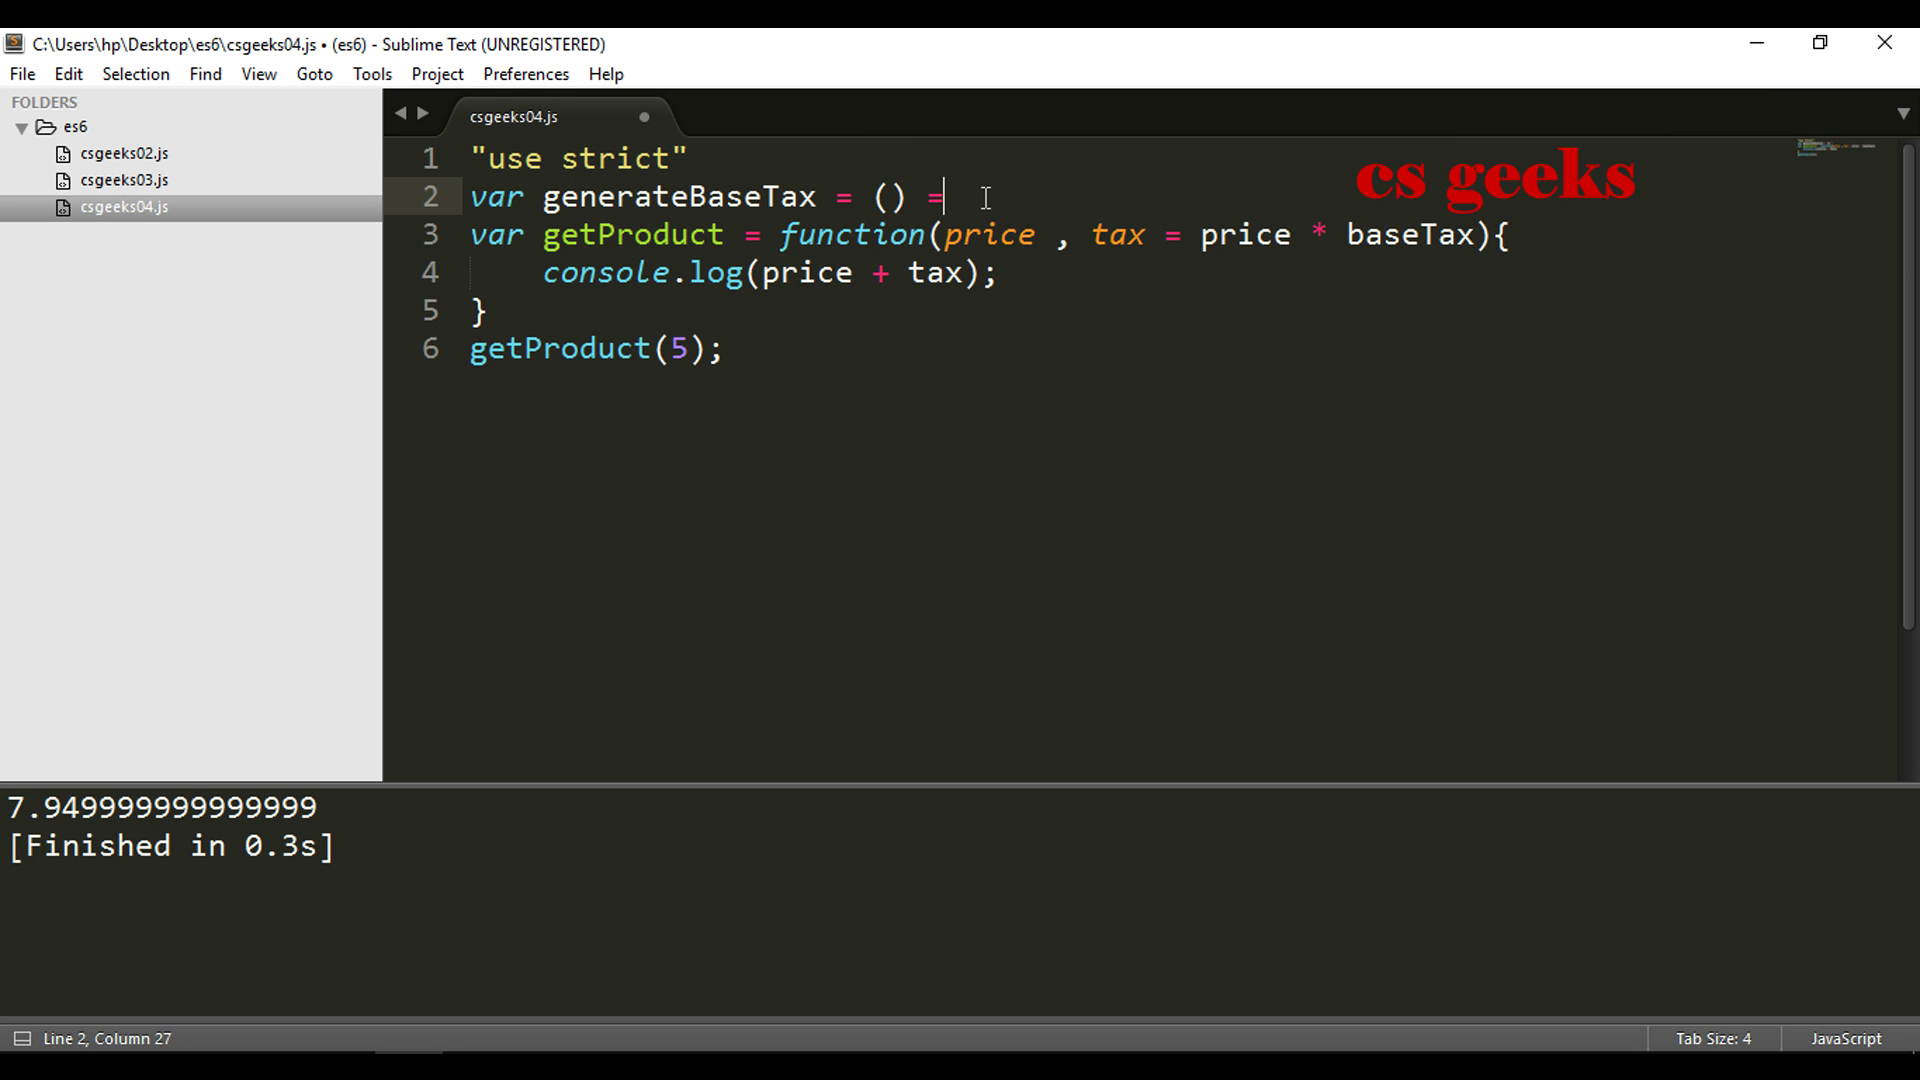 C:\Users\hp\Desktop\es6\csgeeks04.js • (es6) - Sublime Text (UNREGISTERED)
File Edit Selection Find View Goto Tools Project Preferences Help
FOLDERS
es6
csgeeks02.js
csgeeks03.js
csgeeks04.js
csgeeks04.js
cs geeks
1 "use strict"
2 var generateBaseTax = () =
3 var getProduct = function(price , tax = price * baseTax){
4 console.log(price + tax);
5 }
6 getProduct(5);
7.949999999999999
[Finished in 0.3s]
Line 2, Column 27
Tab Size: 4
JavaScript